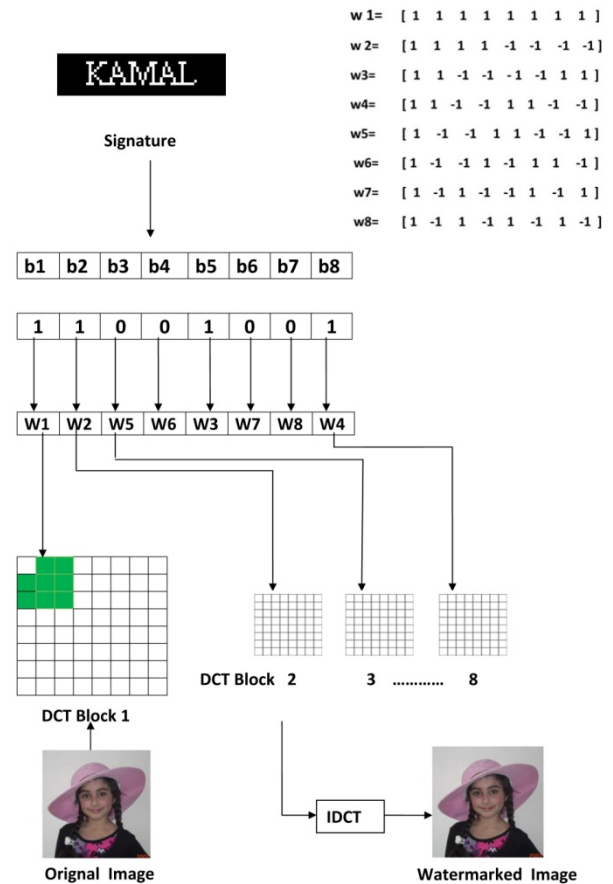 KAMAL
Signature
w 1= [ 1 1 1 1 1 1 1 1 ]
w 2= [ 1 1 1 1 -1 -1 -1 -1 ]
w3= [ 1 1 -1 -1 - 1 -1 1 1 ]
w4= [ 1 1 -1 -1 1 1 -1 -1 ]
w5= [ 1 -1 -1 1 1 -1 -1 1 ]
w6= [ 1 -1 -1 1 -1 1 1 -1 ]
w7= [ -1 -1 1 -1 -1 1 -1 1 ]
w8= [ 1 -1 1 -1 1 -1 1 -1 ]
b1 b2 b3 b4 b5 b6 b7 b8
1 1 0 0 1 0 0 1
W1 W2 W5 W6 W3 W7 W8 W4
DCT Block 2 3 ............ 8
DCT Block 1
IDCT
Orignal Image
Watermarked Image